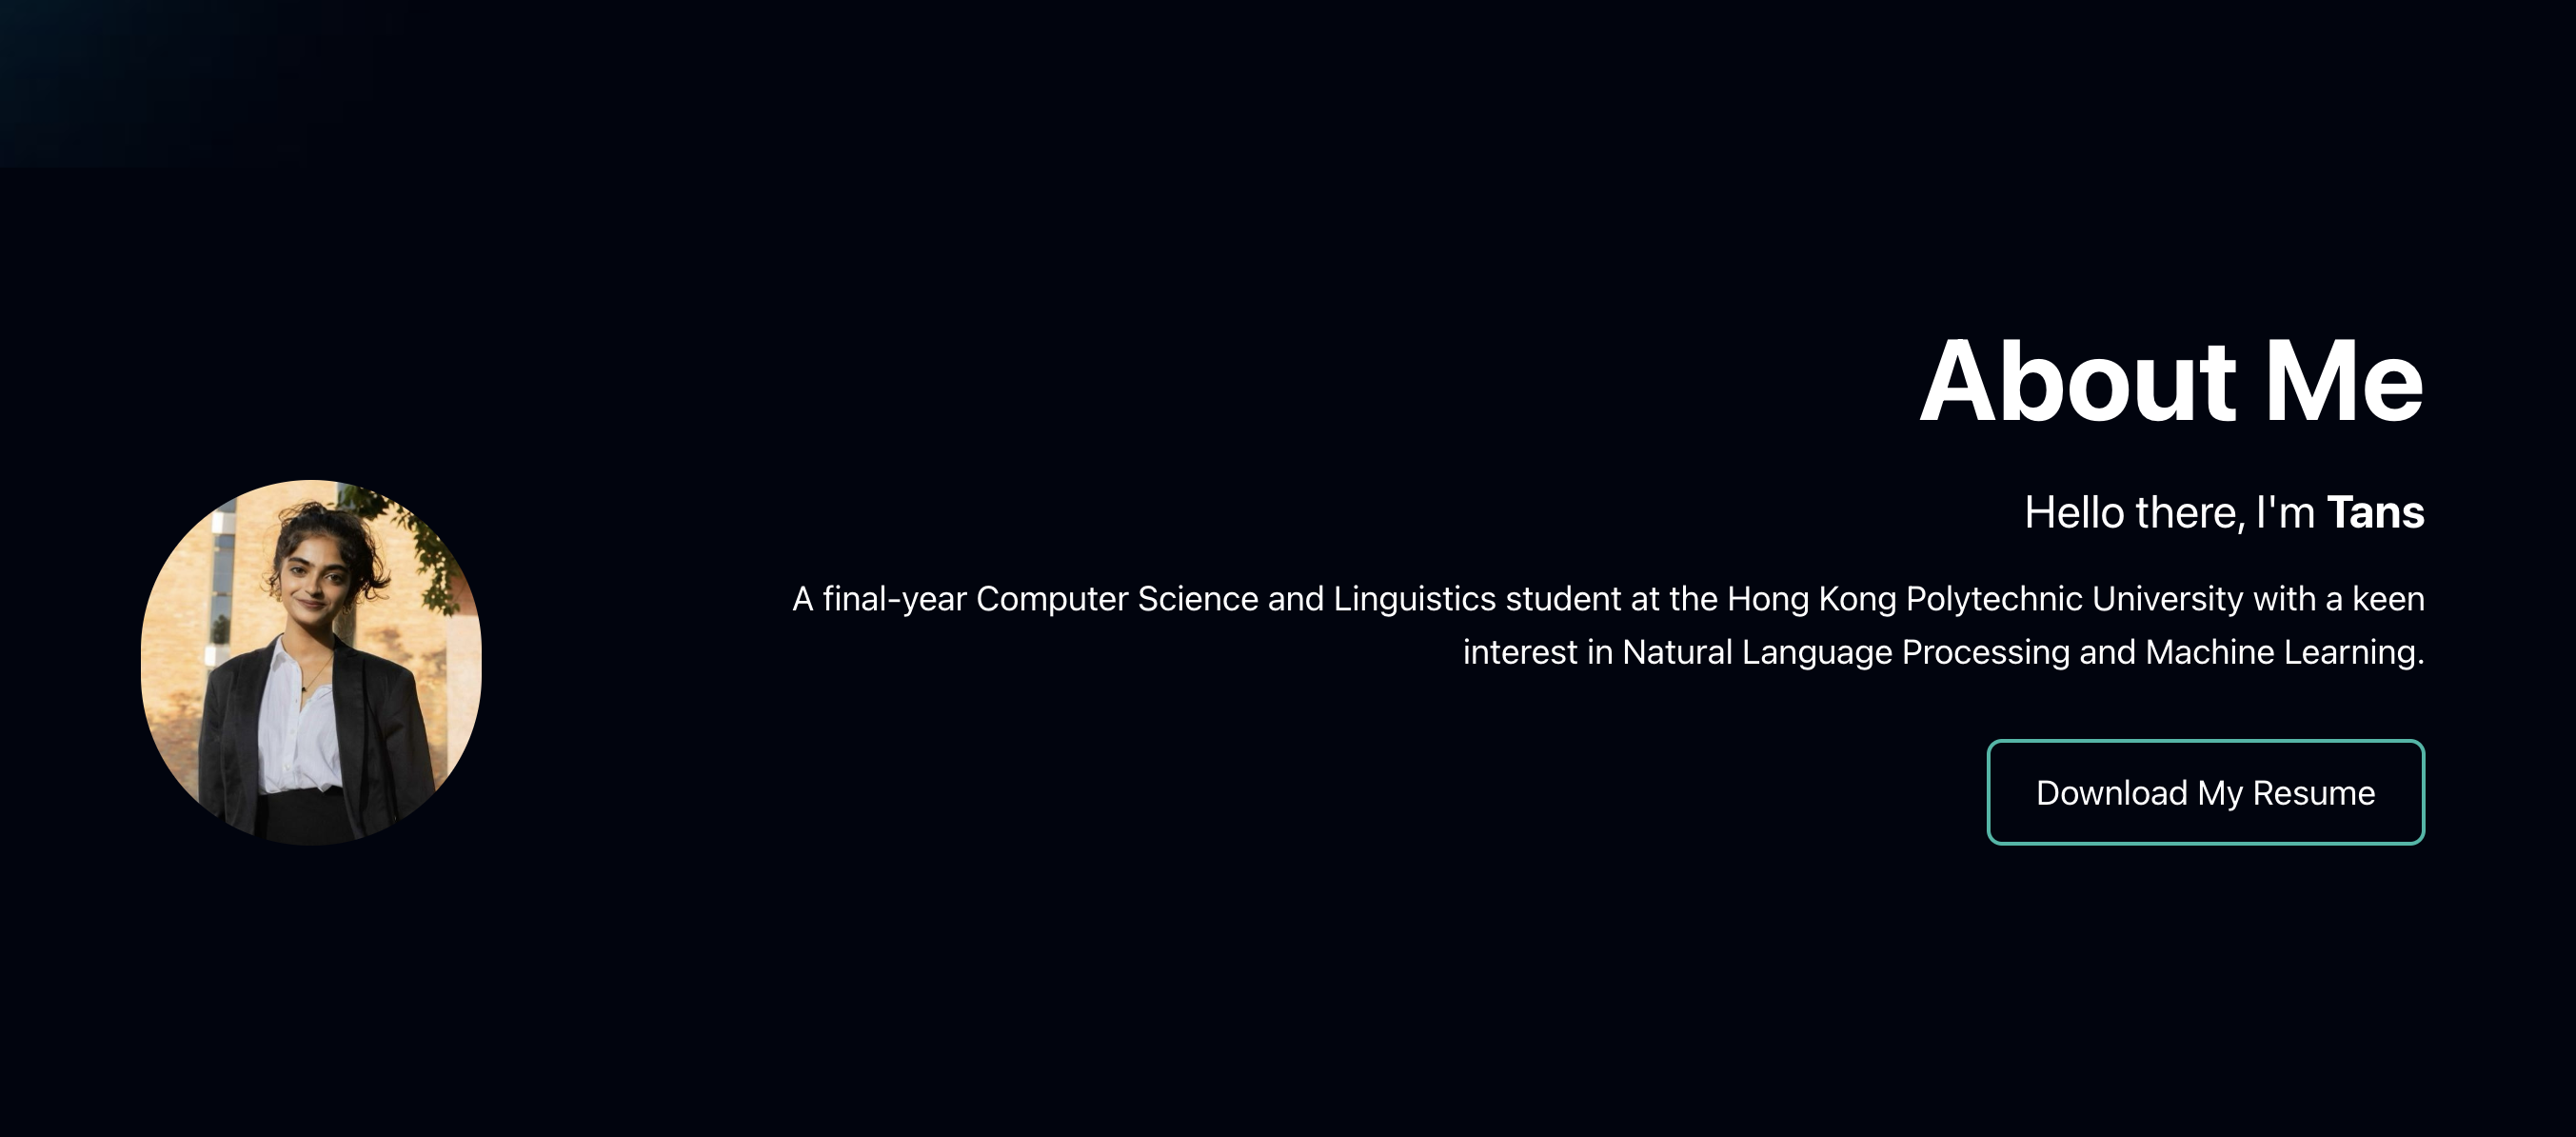 About Me
Hello there, I'm Tans
A final-year Computer Science and Linguistics student at the Hong Kong Polytechnic University with a keen
interest in Natural Language Processing and Machine Learning.
Download My Resume